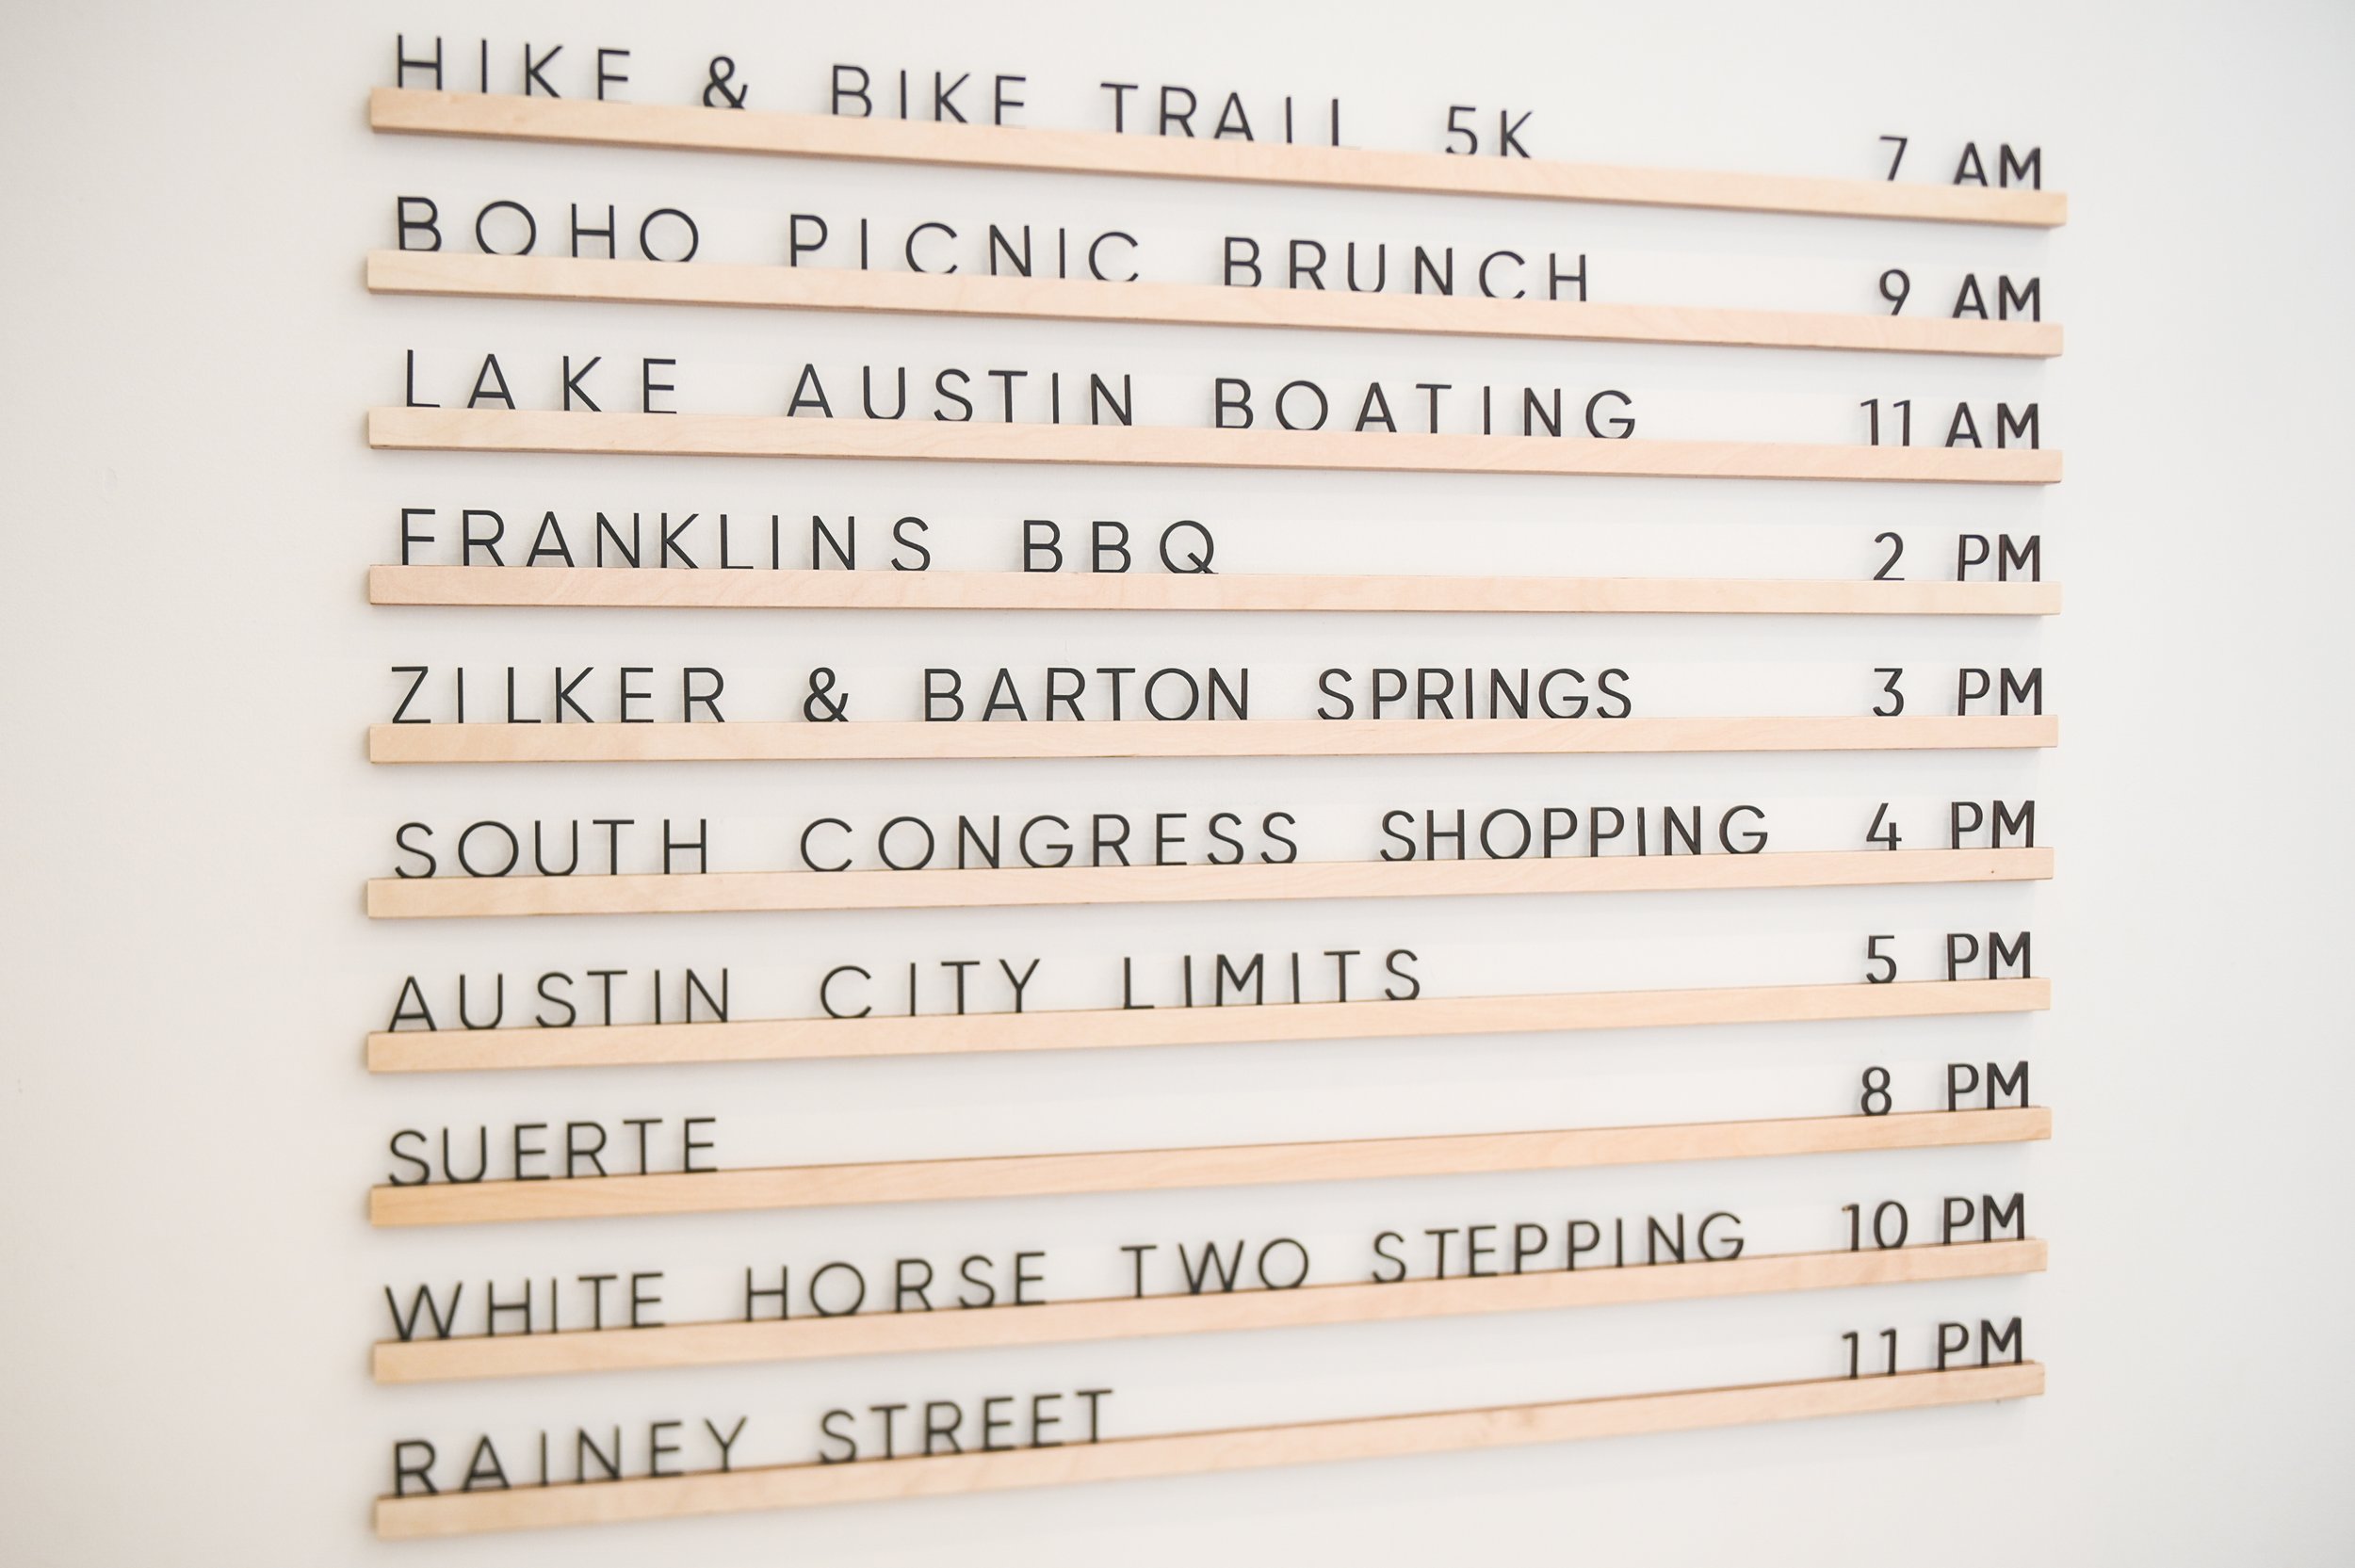 HIKE & BIKE TRAIL 5K 7 AM
BOHO PICNIC BRUNCH 9 AM
LAKE AUSTIN BOATING 11 AM
FRANKLINS BBQ 2 PM
ZILKER & BARTON SPRINGS 3 PM
SOUTH CONGRESS SHOPPING 4 PM
AUSTIN CITY LIMITS 5 PM
SUERTE 8 PM
WHITE HORSE TWO STEPPING 10 PM
RAINEY STREET 11 PM